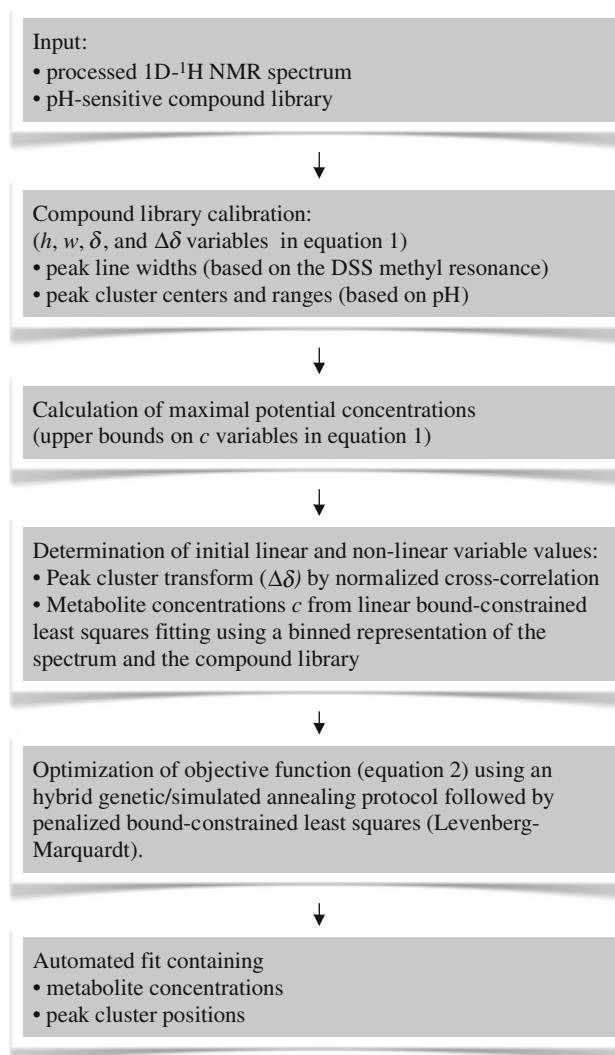 Input:
• processed 1D-¹H NMR spectrum
• pH-sensitive compound library
Compound library calibration:
(h, w, δ, and Δδ variables in equation 1)
• peak line widths (based on the DSS methyl resonance)
• peak cluster centers and ranges (based on pH)
Calculation of maximal potential concentrations
(upper bounds on c variables in equation 1)
Determination of initial linear and non-linear variable values:
• Peak cluster transform (Δδ) by normalized cross-correlation
• Metabolite concentrations c from linear bound-constrained
least squares fitting using a binned representation of the
spectrum and the compound library
Optimization of objective function (equation 2) using an
hybrid genetic/simulated annealing protocol followed by
penalized bound-constrained least squares (Levenberg-
Marquardt).
Automated fit containing
• metabolite concentrations
• peak cluster positions